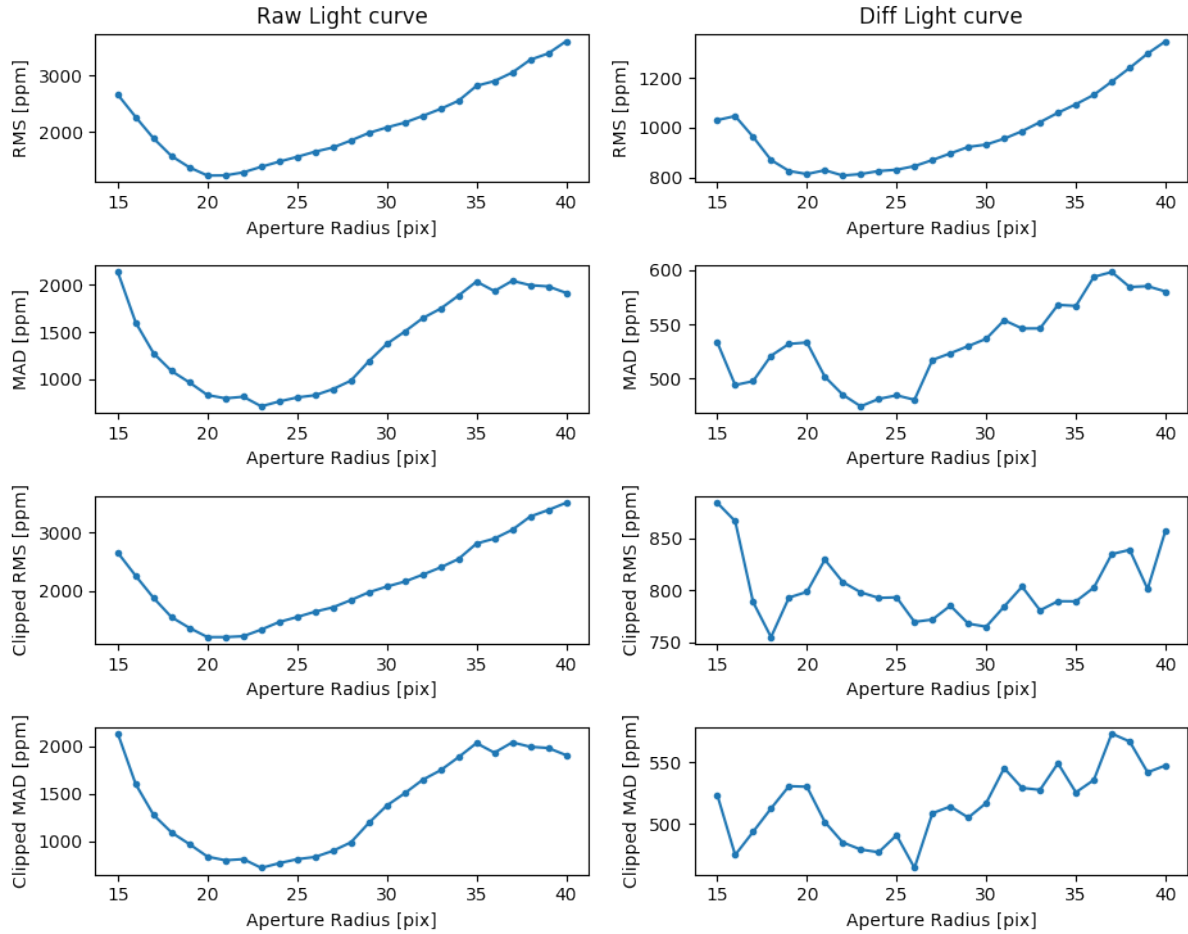 Raw Light curve
RMS [ppm]
3000
2000
15 20 25 30 35 40
Aperture Radius [pix]
Diff Light curve
RMS [ppm]
1200
1000
800
15 20 25 30 35 40
Aperture Radius [pix]
MAD [ppm]
2000
1500
1000
15 20 25 30 35 40
Aperture Radius [pix]
MAD [ppm]
600
550
500
15 20 25 30 35 40
Aperture Radius [pix]
Clipped RMS [ppm]
3000
2000
15 20 25 30 35 40
Aperture Radius [pix]
Clipped RMS [ppm]
850
800
750
15 20 25 30 35 40
Aperture Radius [pix]
Clipped MAD [ppm]
2000
1500
1000
15 20 25 30 35 40
Aperture Radius [pix]
Clipped MAD [ppm]
550
500
15 20 25 30 35 40
Aperture Radius [pix]